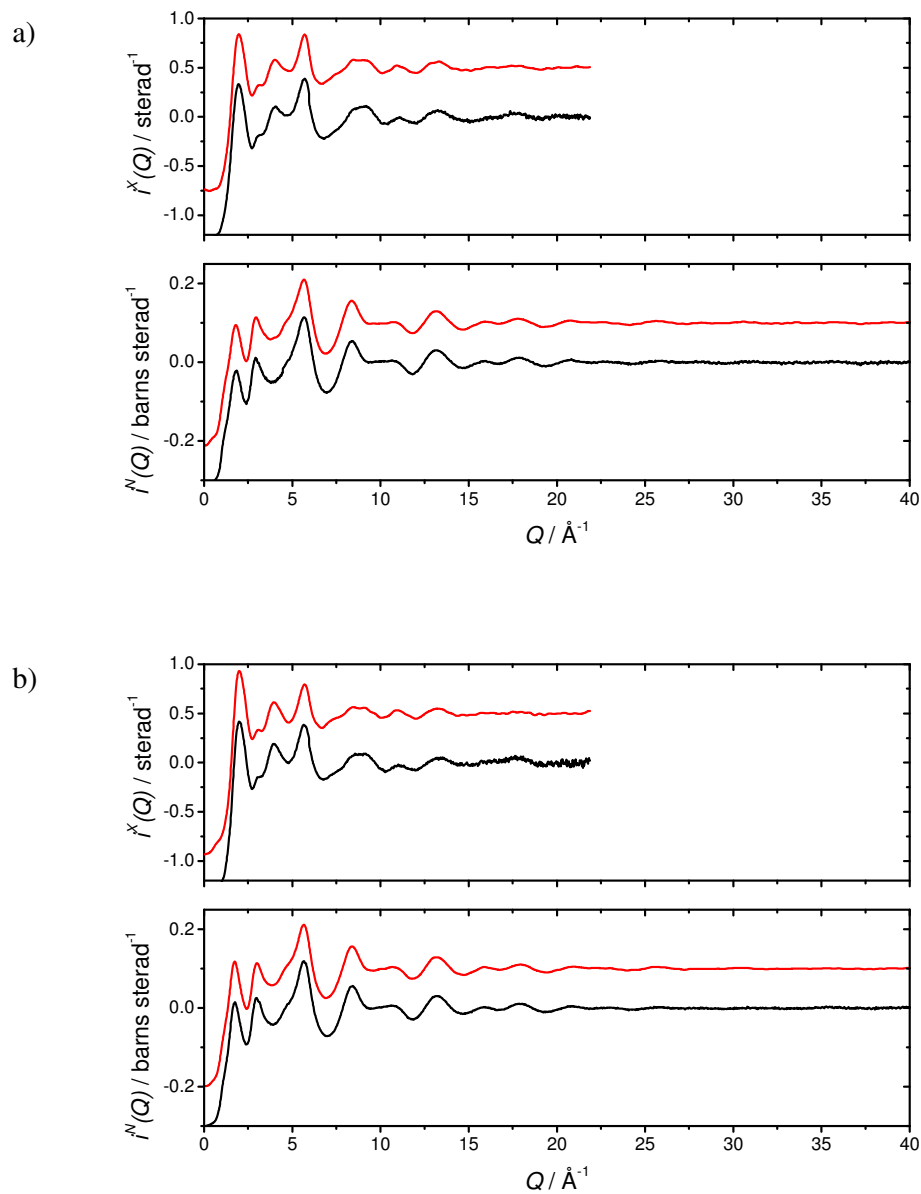 a)
1.0
0.5
0.0
-0.5
-1.0
i^X(Q) / sterad^-1
0.2
0.0
-0.2
i^N(Q) / barns sterad^-1
0 5 10 15 20 25 30 35 40
Q / Å^-1
b)
1.0
0.5
0.0
-0.5
-1.0
i^X(Q) / sterad^-1
0.2
0.0
-0.2
i^N(Q) / barns sterad^-1
0 5 10 15 20 25 30 35 40
Q / Å^-1